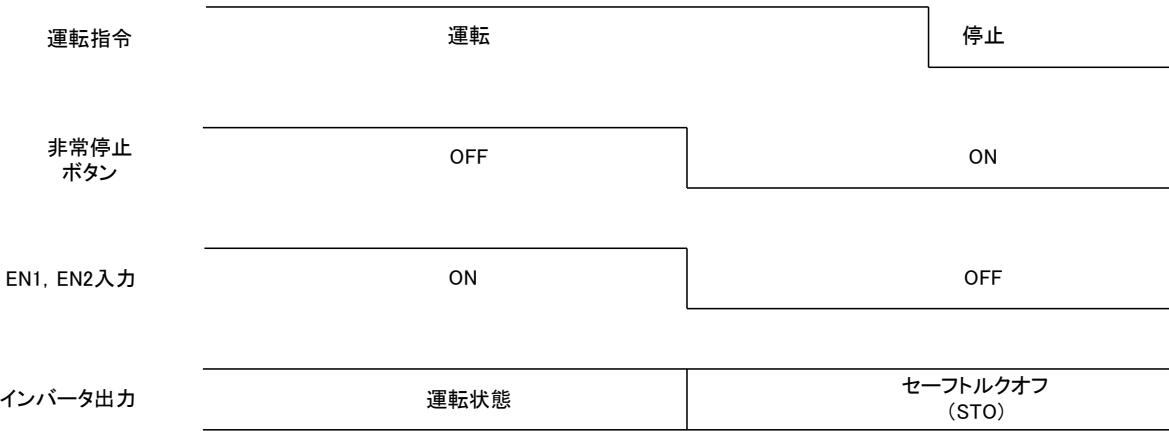 運転指令
運転
停止
非常停止
ボタン
OFF
ON
EN1, EN2入力
ON
OFF
インバータ出力
運転状態
セーフトルクオフ
(STO)